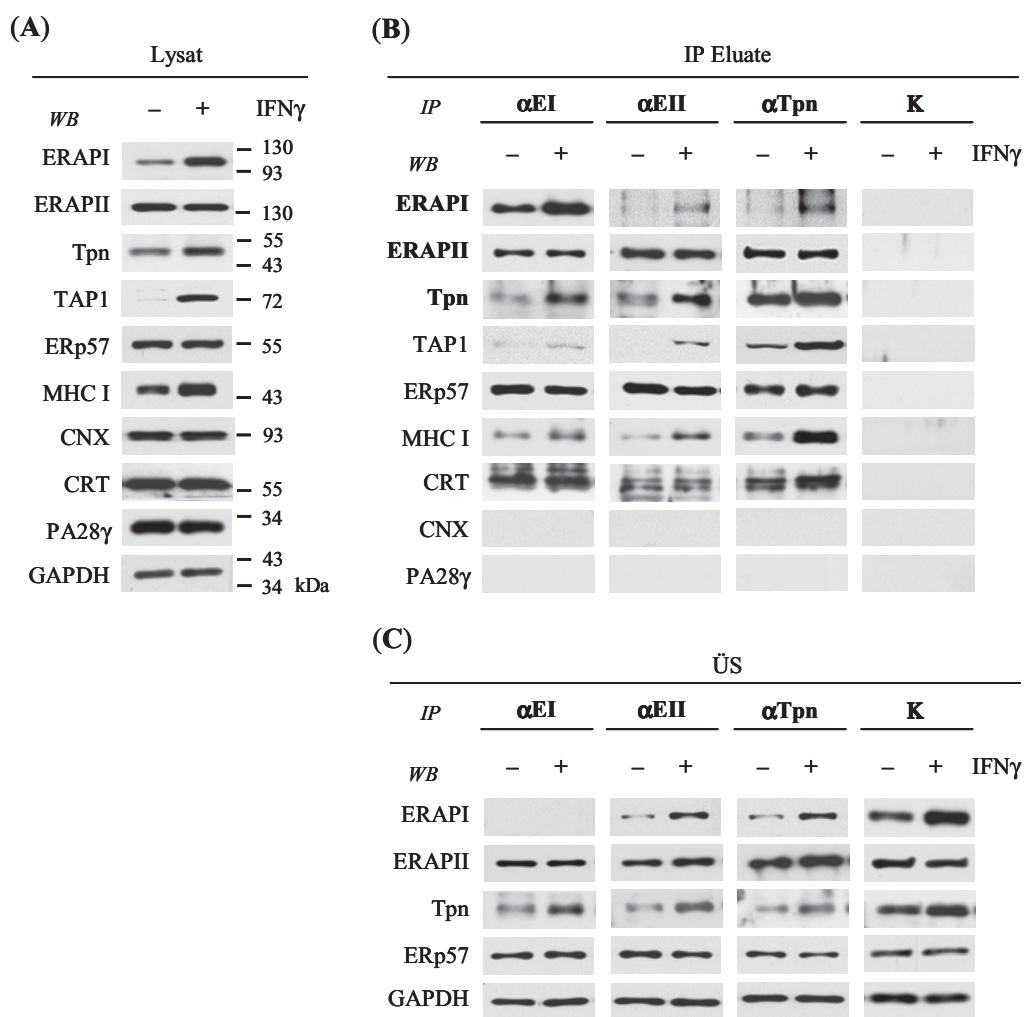 (A)
Lysat
WB – + IFNγ
ERAPI 130
93
ERAPII 130
Tpn 55
43
TAP1 72
ERp57 55
MHC I 43
CNX 93
CRT 55
PA28γ 34
GAPDH 43
34 kDa
(B)
IP Eluate
IP αEI αEII αTpn K
WB – + – + – + – + IFNγ
ERAPI
ERAPII
Tpn
TAP1
ERp57
MHC I
CRT
CNX
PA28γ
(C)
ÜS
IP αEI αEII αTpn K
WB – + – + – + – + IFNγ
ERAPI
ERAPII
Tpn
ERp57
GAPDH